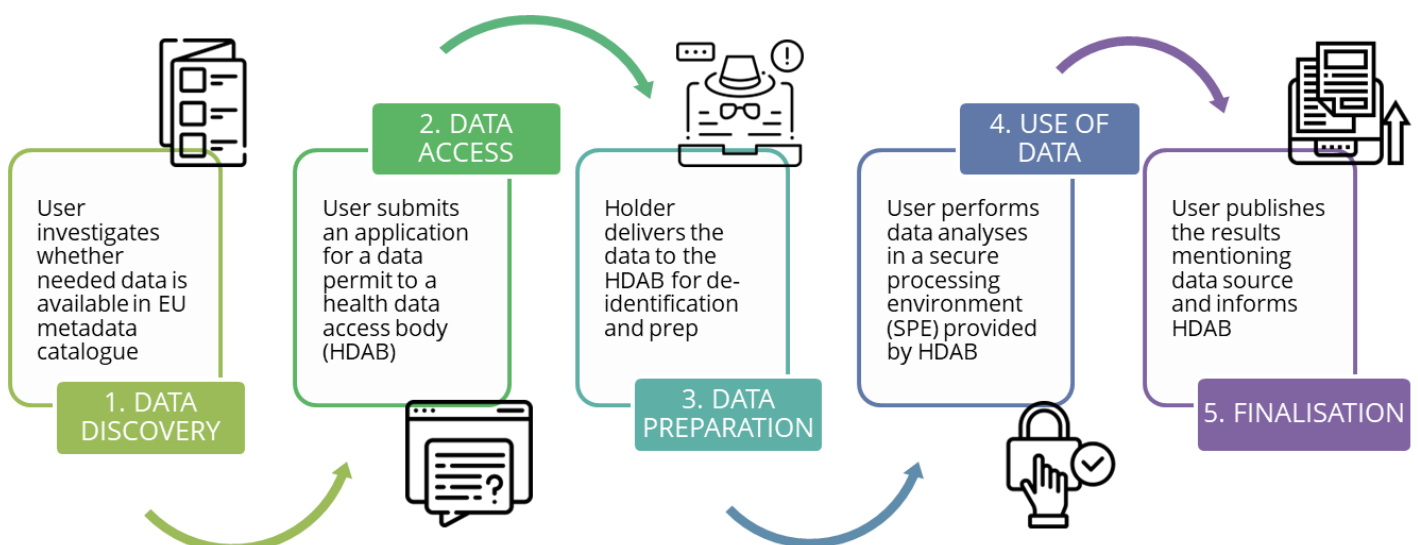 User
investigates
whether
needed data is
available in EU
metadata
catalogue
1. DATA
DISCOVERY
2. DATA
ACCESS
User submits
an application
for a data
permit to a
health data
access body
(HDAB)
?
!
Holder
delivers the
data to the
HDAB for de-
identification
and prep
3. DATA
PREPARATION
4. USE OF
DATA
User performs
data analyses
in a secure
processing
environment
(SPE) provided
by HDAB
User publishes
the results
mentioning
data source
and informs
HDAB
5. FINALISATION